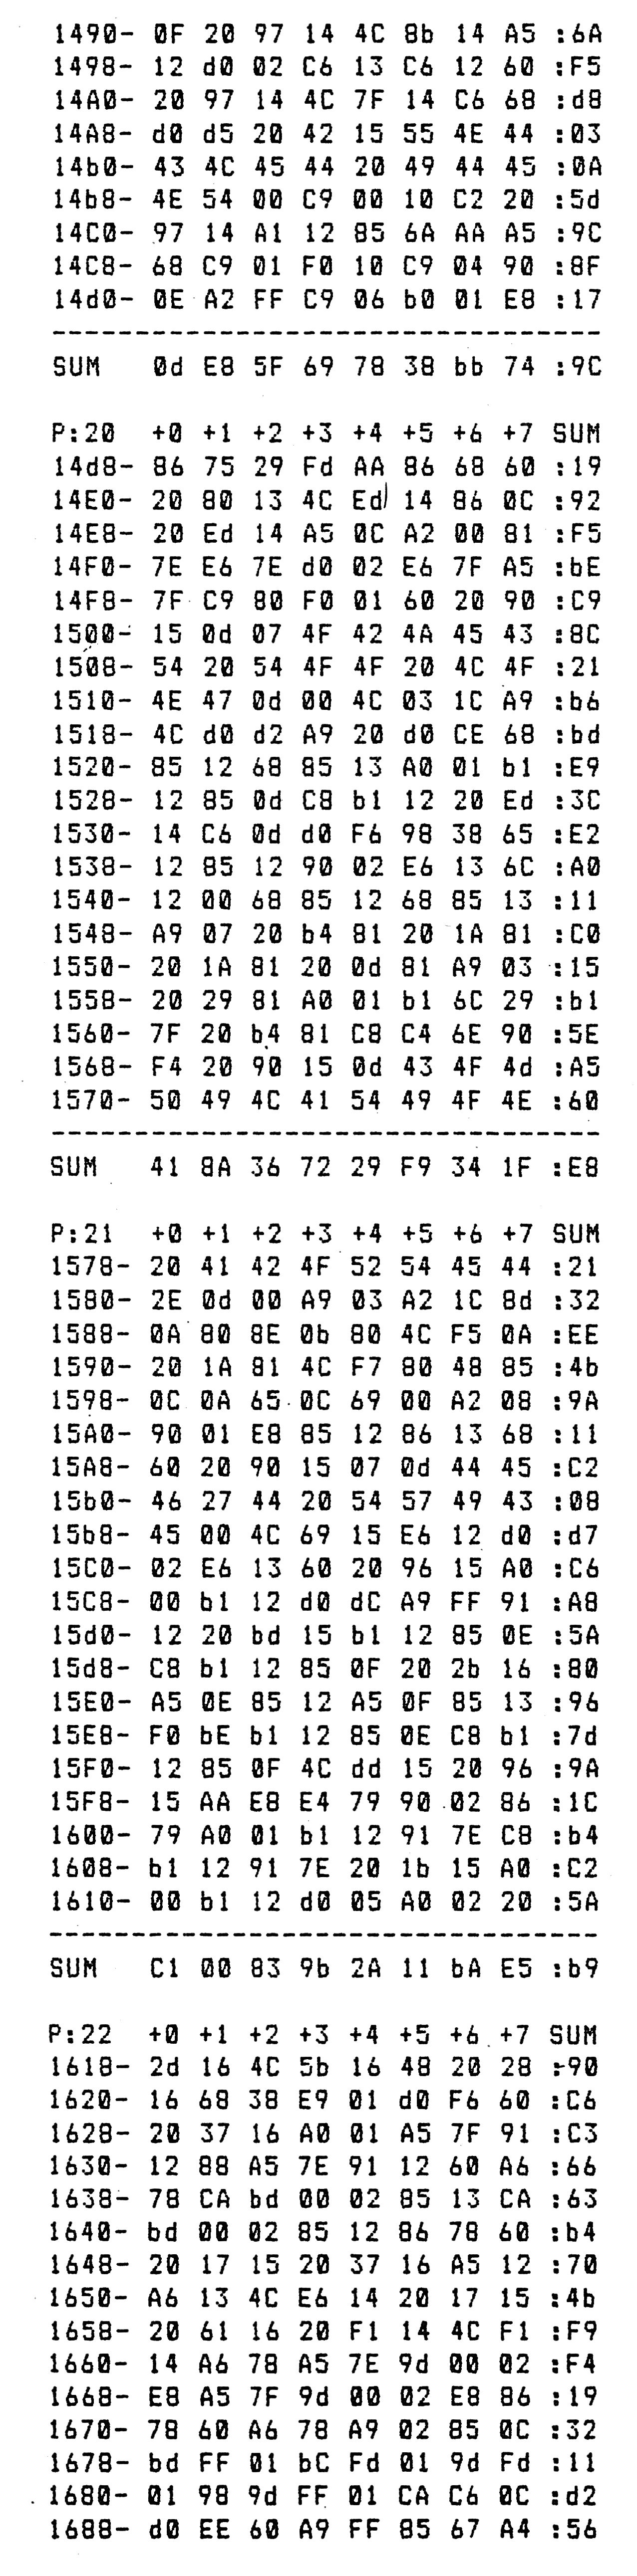 1490- 0F 20 97 14 4C 8b 14 A5 :6A
1498- 12 d0 02 C6 13 C6 12 60 :F5
14A0- 20 97 14 4C 7F 14 C6 68 :d8
14A8- d0 d5 20 42 15 55 4E 44 :03
14b0- 43 4C 45 44 20 49 44 45 :0A
14b8- 4E 54 00 C9 00 10 C2 20 :5d
14C0- 97 14 A1 12 85 6A AA A5 :9C
14C8- 68 C9 01 F0 10 C9 04 90 :8F
14d0- 0E A2 FF C9 06 b0 01 E8 :17
------------------------------------
SUM 0d E8 5F 69 78 38 bb 74 :9C
P:20 +0 +1 +2 +3 +4 +5 +6 +7 SUM
14d8- 86 75 29 Fd AA 86 68 60 :19
14E0- 20 80 13 4C Ed 14 86 0C :92
14E8- 20 Ed 14 A5 0C A2 00 81 :F5
14F0- 7E E6 7E d0 02 E6 7F A5 :bE
14F8- 7F C9 80 F0 01 60 20 90 :C9
1500- 15 0d 07 4F 42 4A 45 43 :8C
1508- 54 20 54 4F 4F 20 4C 4F :21
1510- 4E 47 0d 00 4C 03 1C A9 :b6
1518- 4C d0 d2 A9 20 d0 CE 68 :bd
1520- 85 12 68 85 13 A0 01 b1 :E9
1528- 12 85 0d C8 b1 12 20 Ed :3C
1530- 14 C6 0d d0 F6 98 38 65 :E2
1538- 12 85 12 90 02 E6 13 6C :A0
1540- 12 00 68 85 12 68 85 13 :11
1548- A9 07 20 b4 81 20 1A 81 :C0
1550- 20 1A 81 20 0d 81 A9 03 :15
1558- 20 29 81 A0 01 b1 6C 29 :b1
1560- 7F 20 b4 81 C8 C4 6E 90 :5E
1568- F4 20 90 15 0d 43 4F 4d :A5
1570- 50 49 4C 41 54 49 4F 4E :60
------------------------------------
SUM 41 8A 36 72 29 F9 34 1F :E8
P:21 +0 +1 +2 +3 +4 +5 +6 +7 SUM
1578- 20 41 42 4F 52 54 45 44 :21
1580- 2E 0d 00 A9 03 A2 1C 8d :32
1588- 0A 80 8E 0b 80 4C F5 0A :EE
1590- 20 1A 81 4C F7 80 48 85 :4b
1598- 0C 0A 65 0C 69 00 A2 08 :9A
15A0- 90 01 E8 85 12 86 13 68 :11
15A8- 60 20 90 15 07 0d 44 45 :C2
15b0- 46 27 44 20 54 57 49 43 :08
15b8- 45 00 4C 69 15 E6 12 d0 :d7
15C0- 02 E6 13 60 20 96 15 A0 :C6
15C8- 00 b1 12 d0 dC A9 FF 91 :A8
15d0- 12 20 bd 15 b1 12 85 0E :5A
15d8- C8 b1 12 85 0F 20 2b 16 :80
15E0- A5 0E 85 12 A5 0F 85 13 :96
15E8- F0 bE b1 12 85 0E C8 b1 :7d
15F0- 12 85 0F 4C dd 15 20 96 :9A
15F8- 15 AA E8 E4 79 90 02 86 :1C
1600- 79 A0 01 b1 12 91 7E C8 :b4
1608- b1 12 91 7E 20 1b 15 A0 :C2
1610- 00 b1 12 d0 05 A0 02 20 :5A
------------------------------------
SUM C1 00 83 9b 2A 11 bA E5 :b9
P:22 +0 +1 +2 +3 +4 +5 +6 +7 SUM
1618- 2d 16 4C 5b 16 48 20 28 :90
1620- 16 68 38 E9 01 d0 F6 60 :C6
1628- 20 37 16 A0 01 A5 7F 91 :C3
1630- 12 88 A5 7E 91 12 60 A6 :66
1638- 78 CA bd 00 02 85 13 CA :63
1640- bd 00 02 85 12 86 78 60 :b4
1648- 20 17 15 20 37 16 A5 12 :70
1650- A6 13 4C E6 14 20 17 15 :4b
1658- 20 61 16 20 F1 14 4C F1 :F9
1660- 14 A6 78 A5 7E 9d 00 02 :F4
1668- E8 A5 7F 9d 00 02 E8 86 :19
1670- 78 60 A6 78 A9 02 85 0C :32
1678- bd FF 01 bC Fd 01 9d Fd :11
1680- 01 98 9d FF 01 CA C6 0C :d2
1688- d0 EE 60 A9 FF 85 67 A4 :56